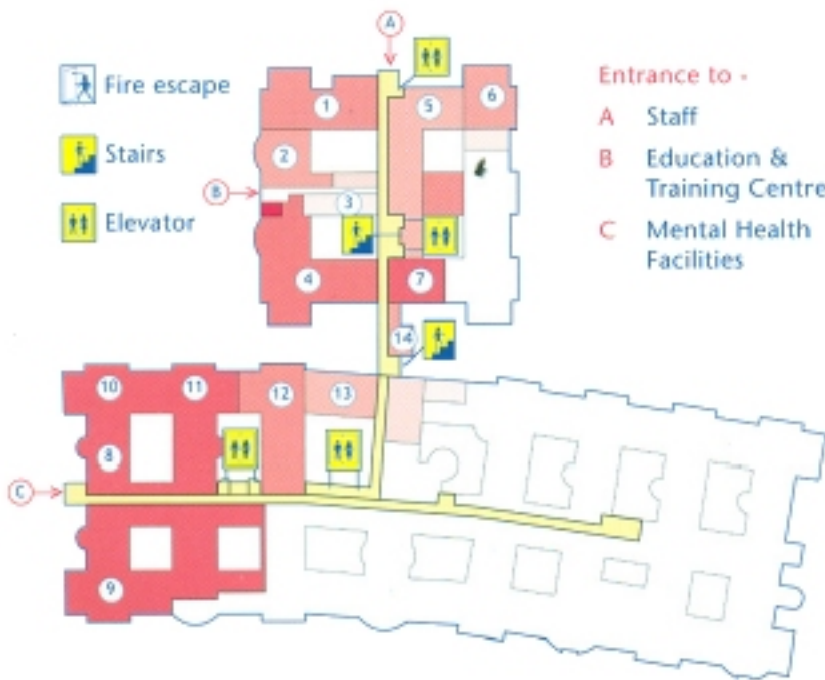 A
Fire escape
Stairs
Elevator
Entrance to -
A Staff
B Education &
Training Centre
C Mental Health
Facilities
1
5
6
2
B
3
4
7
14
10
11
12
13
8
C
9